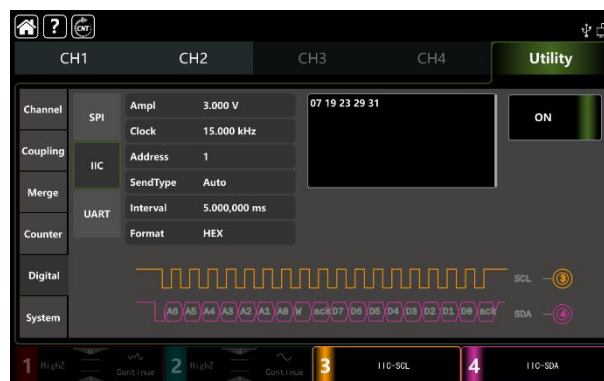 ? CNT
CH1 CH2 CH3 CH4 Utility
Channel
Coupling
Merge
Counter
Digital
System
SPI
IIC
UART
Ampl 3.000 V
Clock 15.000 kHz
Address 1
SendType Auto
Interval 5.000,000 ms
Format HEX
07 19 23 29 31
ON
SCL 3
A6 A5 A4 A3 A2 A1 A0 W ack D7 D6 D5 D4 D3 D2 D1 D0 ack SDA 4
1 HighZ Continue 2 HighZ Continue 3 IIC-SCL 4 IIC-SDA